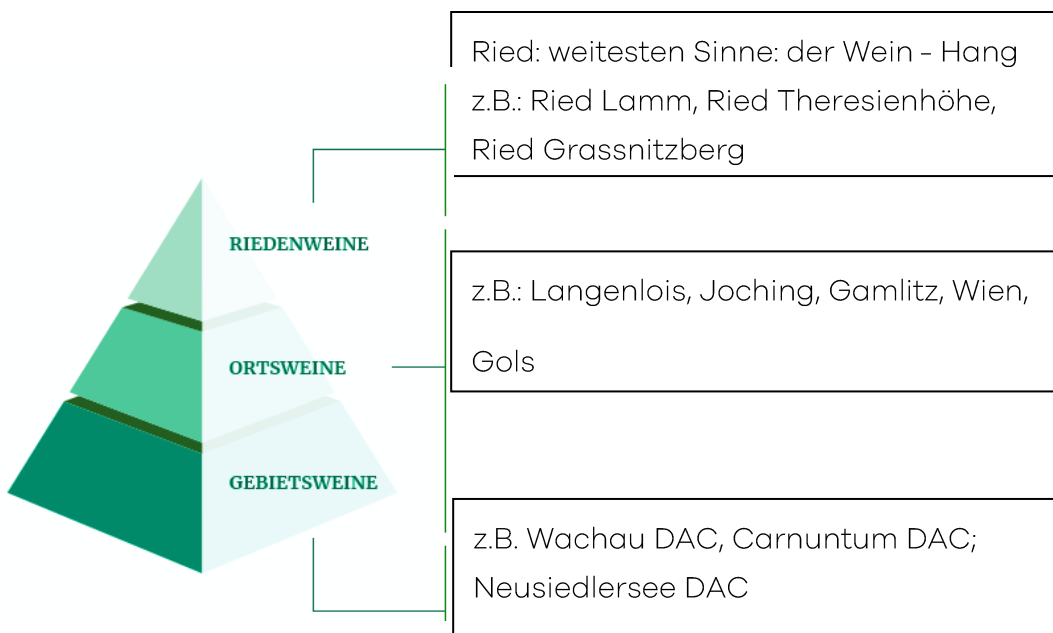 Ried: weitesten Sinne: der Wein - Hang
z.B.: Ried Lamm, Ried Theresienhöhe,
Ried Grassnitzberg
RIEDENWEINE
z.B.: Langenlois, Joching, Gamlitz, Wien,
Gols
ORTSWEINE
GEBIETSWEINE
z.B. Wachau DAC, Carnuntum DAC;
Neusiedlersee DAC